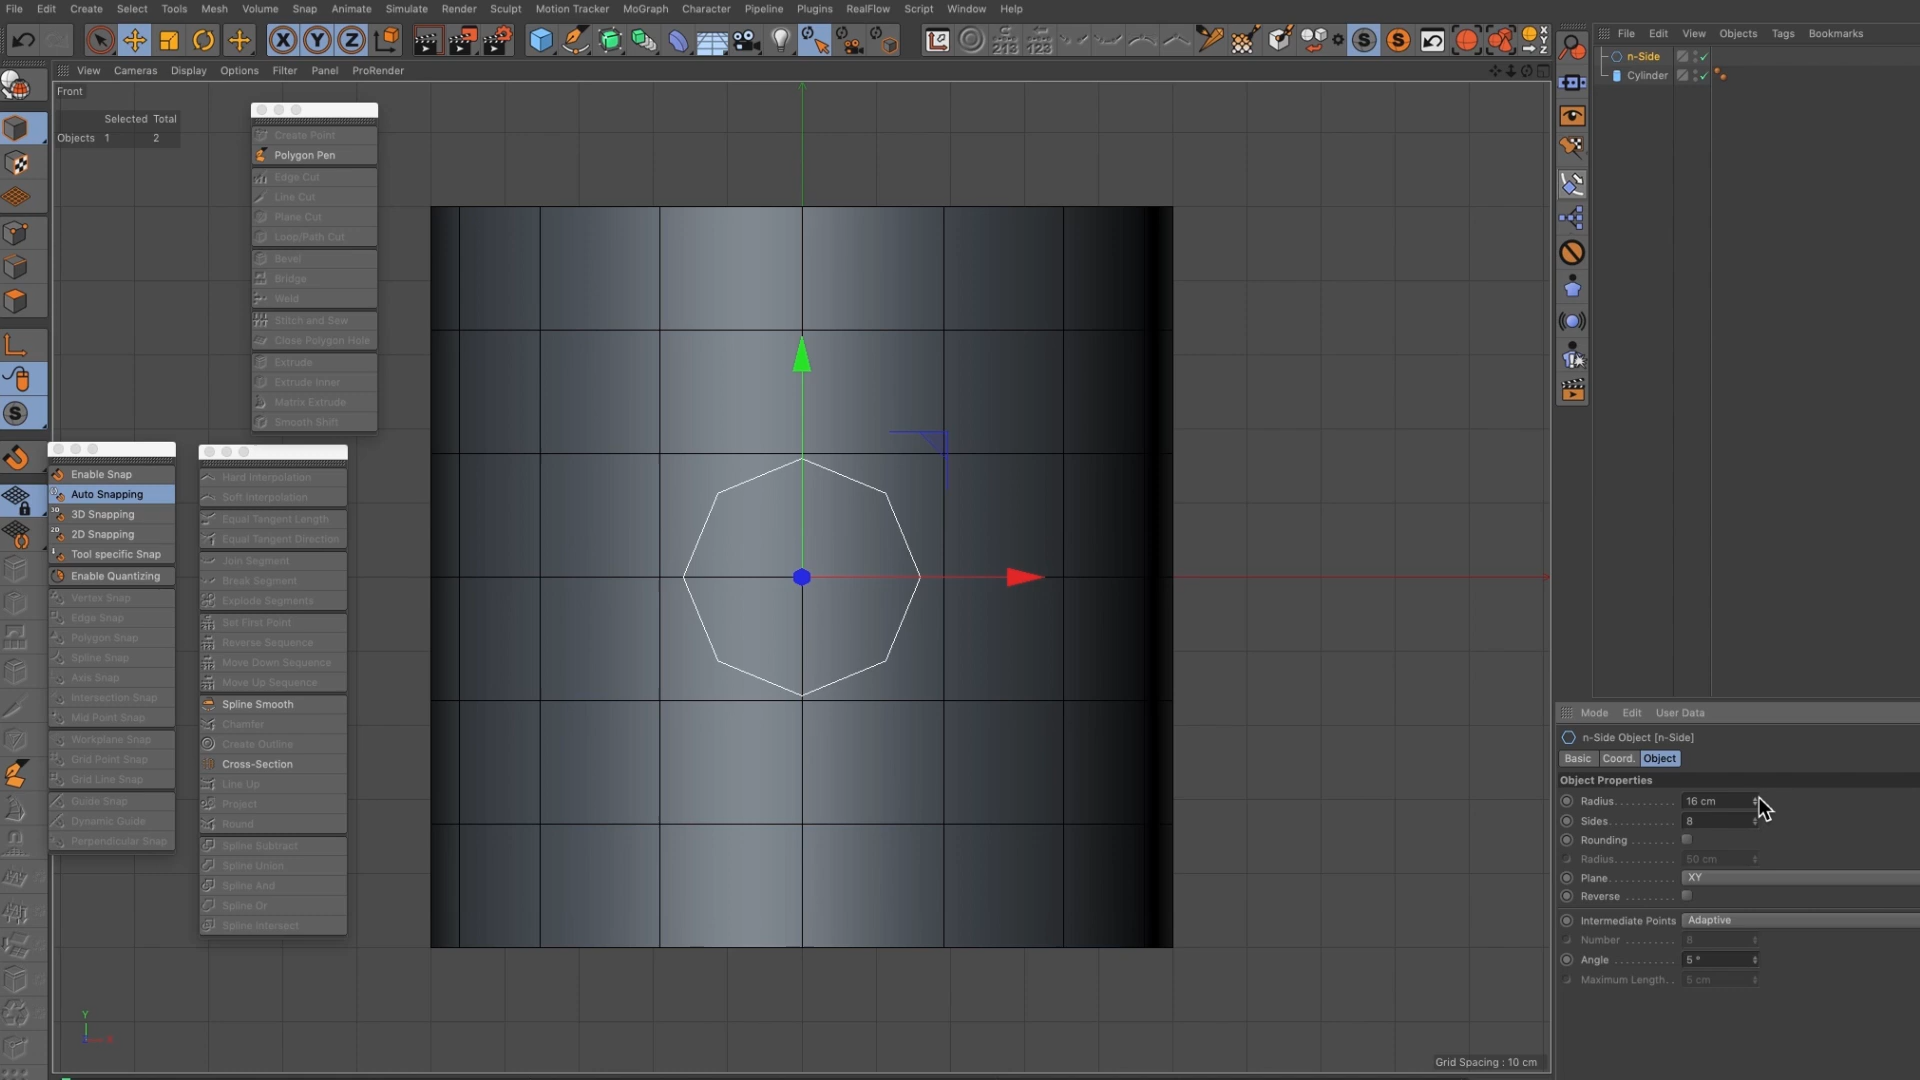 File Edit Create Select Tools Mesh Volume Snap Animate Simulate Render Sculpt Motion Tracker MoGraph Character Pipeline Plugins RealFlow Script Window Help
File Edit View Objects Tags Bookmarks
n-Side
Cylinder
View Cameras Display Options Filter Panel ProRender
Front
Selected Total
Objects 1 2
Create Point
Polygon Pen
Edge Cut
Line Cut
Plane Cut
Loop/Path Cut
Bevel
Bridge
Weld
Stitch and Sew
Close Polygon Hole
Extrude
Extrude Inner
Matrix Extrude
Smooth Shift
Enable Snap
Auto Snapping
3D Snapping
2D Snapping
Tool specific Snap
Enable Quantizing
Vertex Snap
Edge Snap
Polygon Snap
Spline Snap
Axis Snap
Intersection Snap
Mid Point Snap
Workplane Snap
Grid Point Snap
Grid Line Snap
Guide Snap
Dynamic Guide
Perpendicular Snap
Hard Interpolation
Soft Interpolation
Equal Tangent Length
Equal Tangent Direction
Join Segment
Break Segment
Explode Segments
Set First Point
Reverse Sequence
Move Down Sequence
Move Up Sequence
Spline Smooth
Chamfer
Create Outline
Cross-Section
Line Up
Project
Round
Spline Subtract
Spline Union
Spline And
Spline Or
Spline Intersect
Y
Grid Spacing : 10 cm
Mode Edit User Data
n-Side Object [n-Side]
Basic Coord. Object
Object Properties
Radius 16 cm
Sides 8
Rounding
Radius 50 cm
Plane XY
Reverse
Intermediate Points Adaptive
Number 8
Angle 5 °
Maximum Length 5 cm